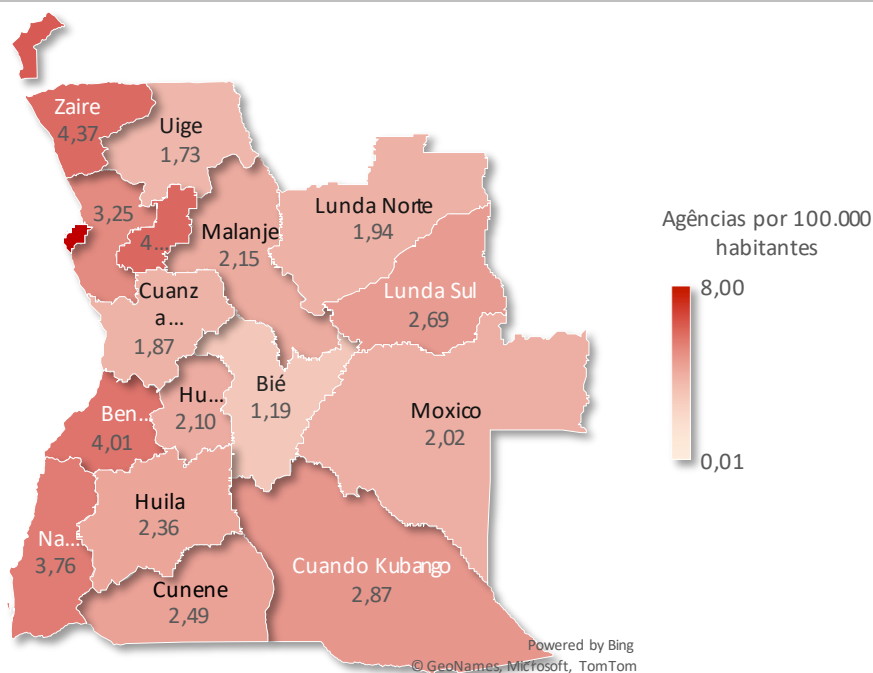 Zaire
4,37
Uige
1,73
3,25
4...
Malanje
2,15
Lunda Norte
1,94
Agências por 100.000
habitantes
8,00
0,01
Lunda Sul
2,69
Cuanz
a...
1,87
Hu...
2,10
Bié
1,19
Moxico
2,02
Ben...
4,01
Huila
2,36
Na...
3,76
Cunene
2,49
Cuando Kubango
2,87
Powered by Bing
© GeoNames, Microsoft, TomTom